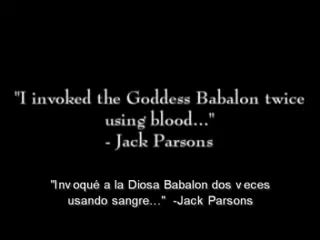 "I invoked the Goddess Babalon twice
using blood..."
- Jack Parsons
"Invoqué a la Diosa Babalon dos veces
usando sangre..." -Jack Parsons